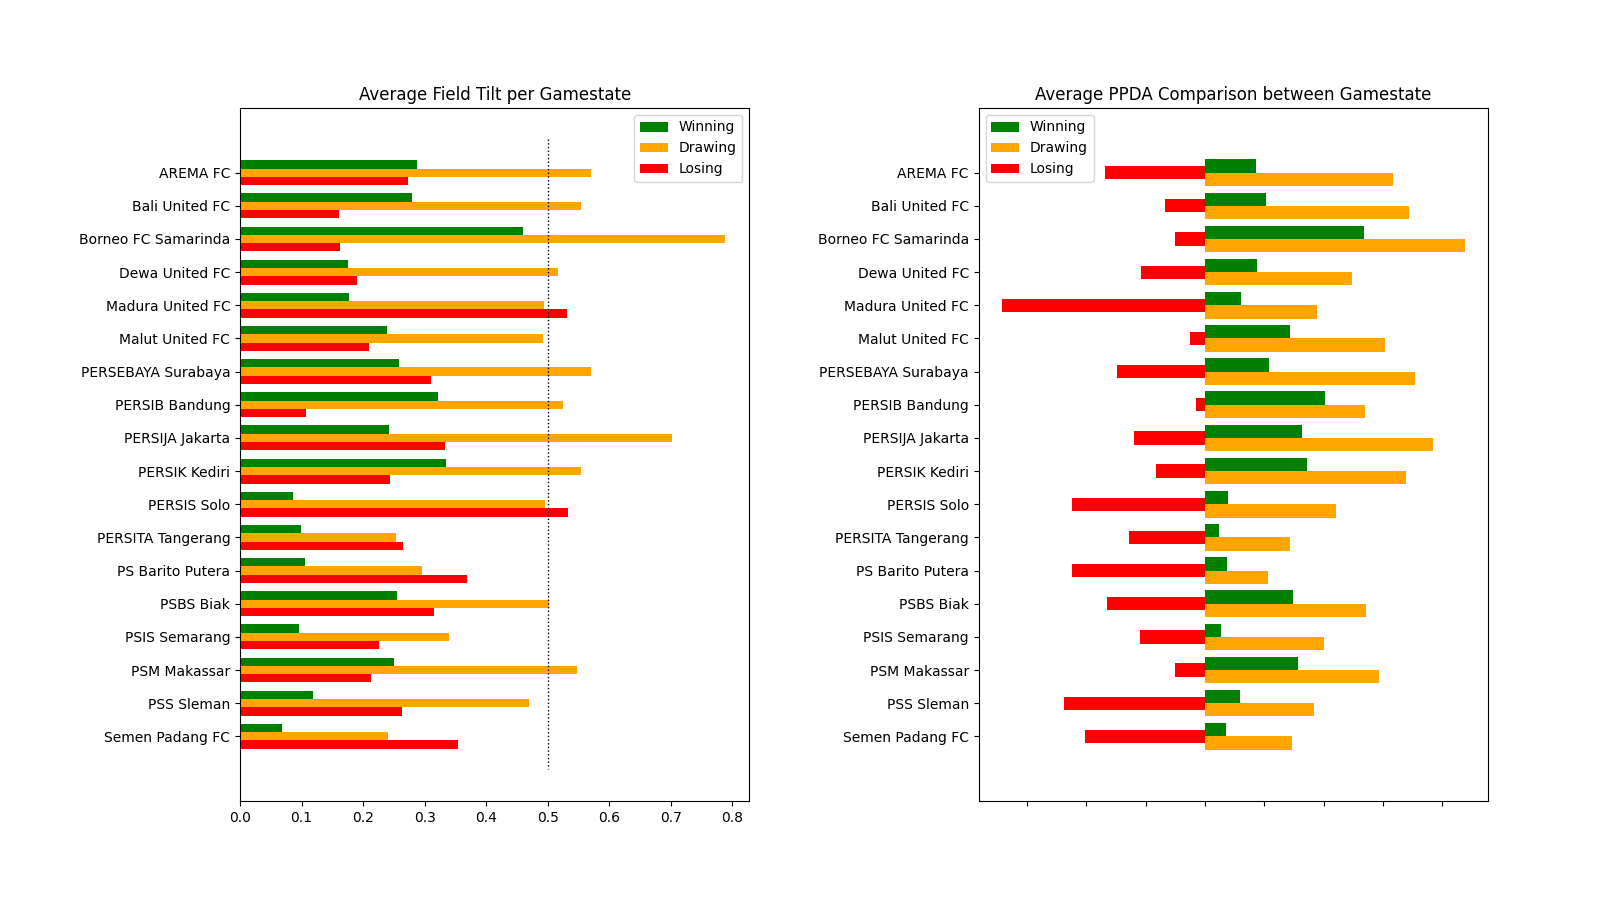 Average Field Tilt per Gamestate
Winning
Drawing
Losing
AREMA FC
Bali United FC
Borneo FC Samarinda
Dewa United FC
Madura United FC
Malut United FC
PERSEBAYA Surabaya
PERSIB Bandung
PERSIJA Jakarta
PERSIK Kediri
PERSIS Solo
PERSITA Tangerang
PS Barito Putera
PSBS Biak
PSIS Semarang
PSM Makassar
PSS Sleman
Semen Padang FC
0.0 0.1 0.2 0.3 0.4 0.5 0.6 0.7 0.8
Average PPDA Comparison between Gamestate
Winning
Drawing
Losing
AREMA FC
Bali United FC
Borneo FC Samarinda
Dewa United FC
Madura United FC
Malut United FC
PERSEBAYA Surabaya
PERSIB Bandung
PERSIJA Jakarta
PERSIK Kediri
PERSIS Solo
PERSITA Tangerang
PS Barito Putera
PSBS Biak
PSIS Semarang
PSM Makassar
PSS Sleman
Semen Padang FC